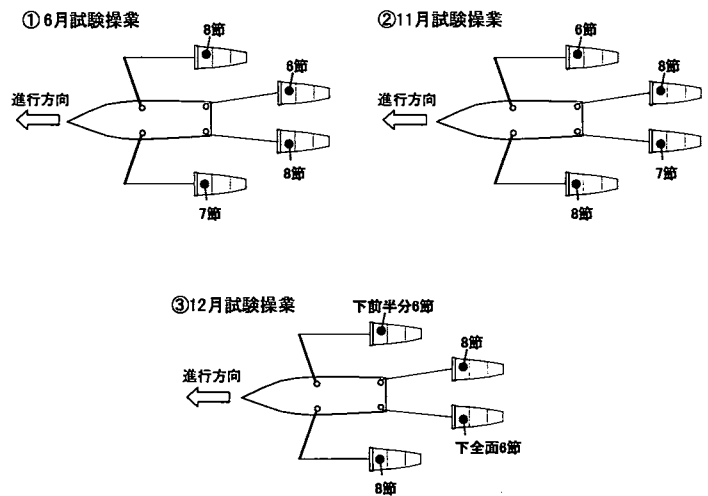 ①6月試験操業
8節
6節
進行方向
8節
7節
②11月試験操業
6節
8節
進行方向
7節
8節
③12月試験操業
下前半分6節
8節
進行方向
下全面6節
8節